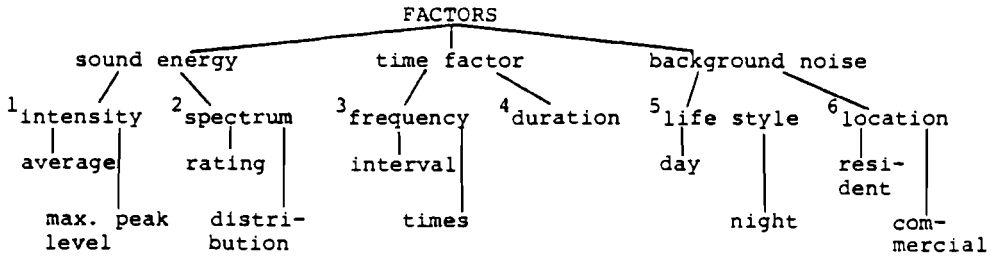 FACTORS
sound energy time factor background noise
1intensity 2spectrum 3frequency 4duration 5life style 6location
average rating interval day resi-
dent
max. peak distri- times night com-
level bution mercial